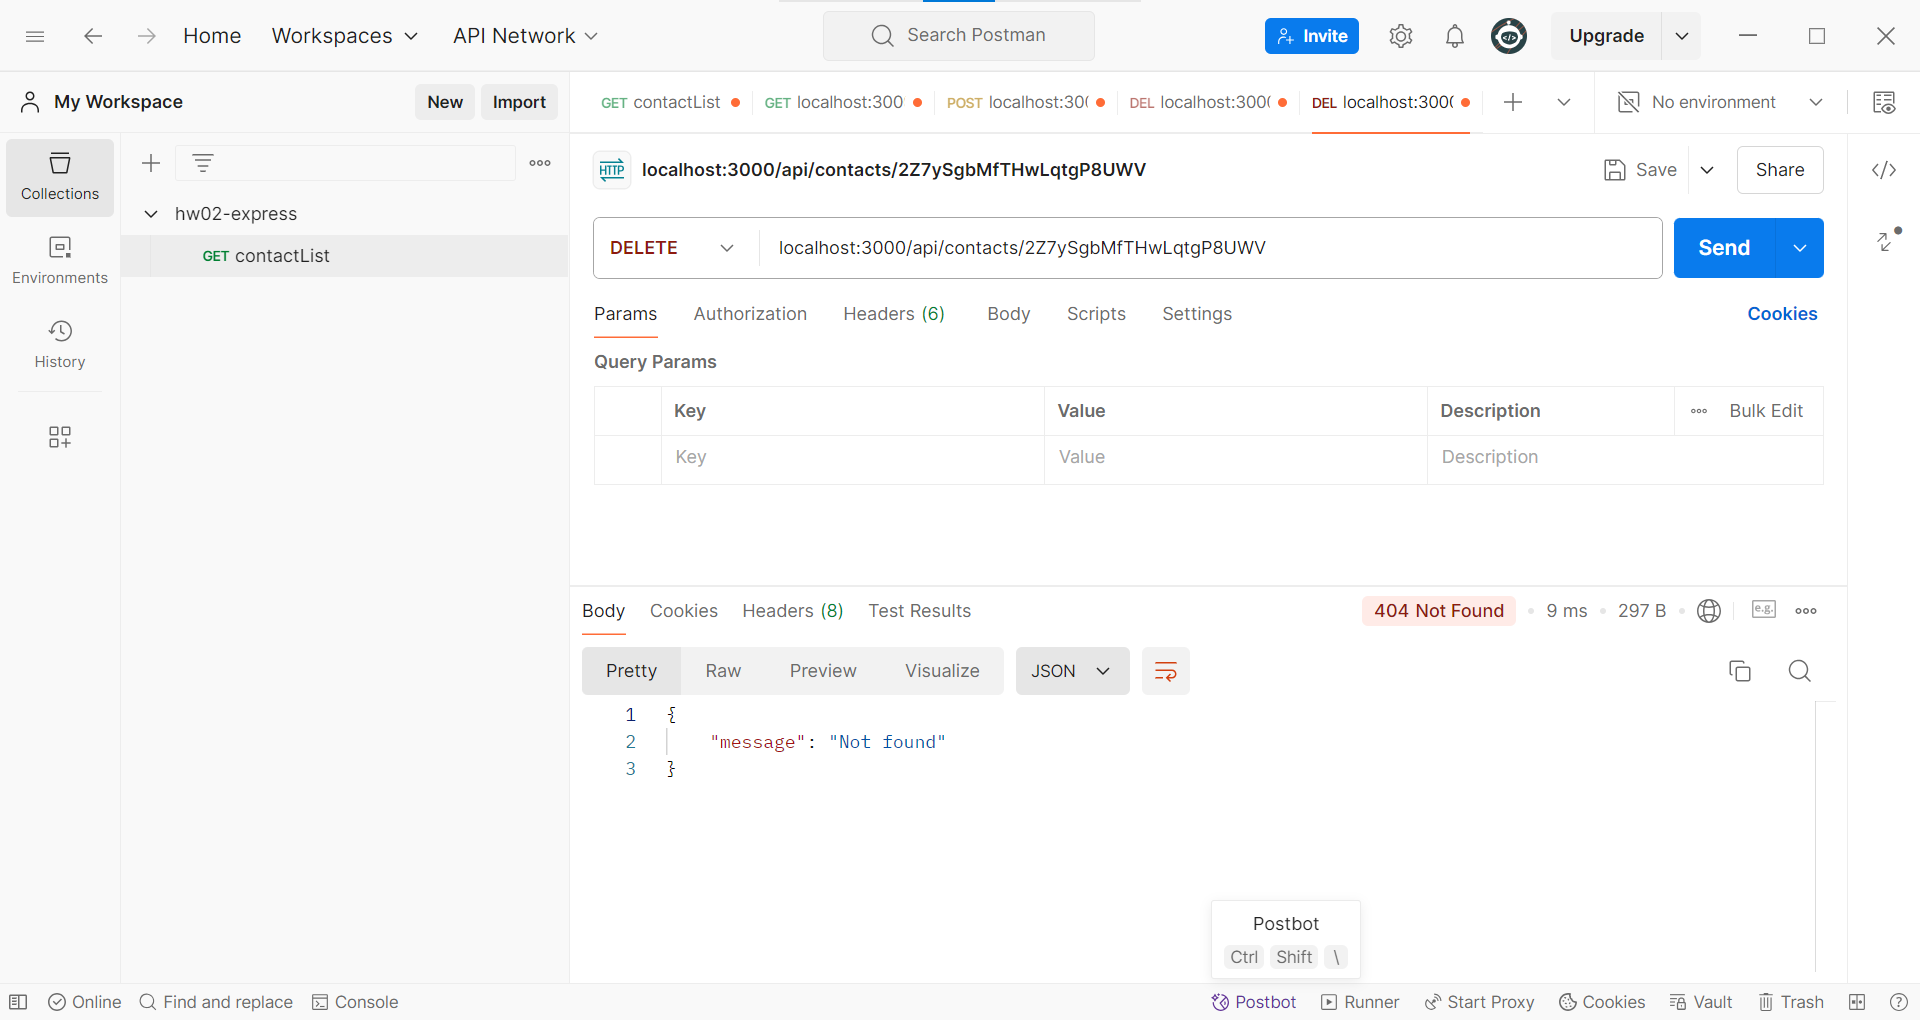 Home Workspaces API Network Search Postman Invite Upgrade
My Workspace New Import
GET contactList GET localhost:300 POST localhost:30( DEL localhost:300( DEL localhost:300( No environment
Collections
Environments
History
hw02-express
GET contactList
HTTP localhost:3000/api/contacts/2Z7ySgbMfTHwLqtgP8UWV Save Share
DELETE localhost:3000/api/contacts/2Z7ySgbMfTHwLqtgP8UWV Send
Params Authorization Headers (6) Body Scripts Settings Cookies
Query Params
Key Value Description Bulk Edit
Key Value Description
Body Cookies Headers (8) Test Results 404 Not Found 9 ms 297 B e.g.
Pretty Raw Preview Visualize JSON
1 {
2 "message": "Not found"
3 }
Postbot
Ctrl Shift \
Online Find and replace Console Postbot Runner Start Proxy Cookies Vault Trash